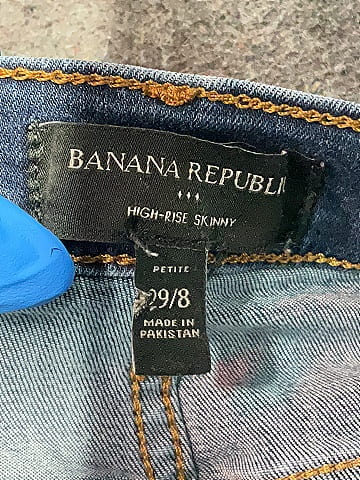 BANANA REPUBLIC
HIGH-RISE SKINNY
PETITE
29/8
MADE IN
PAKISTAN